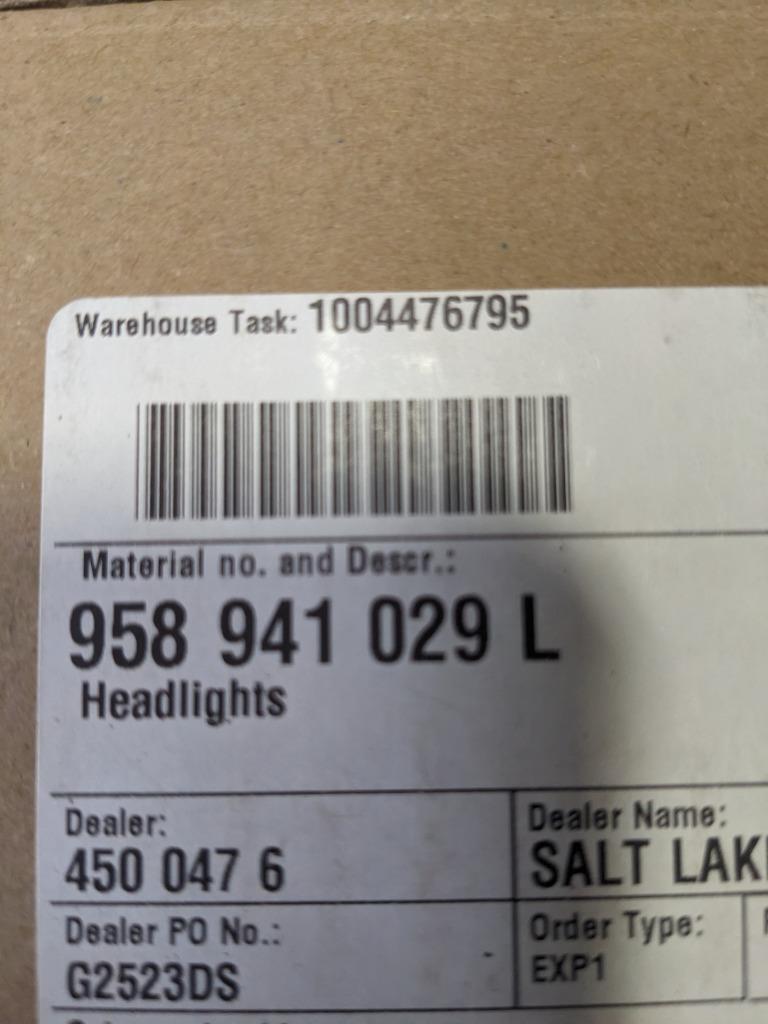 Warehouse Task: 1004476795
Material no. and Descr.:
958 941 029 L
Headlights
Dealer:
450 047 6
Dealer Name:
SALT LAK
Dealer PO No.:
G2523DS
Order Type:
EXP1